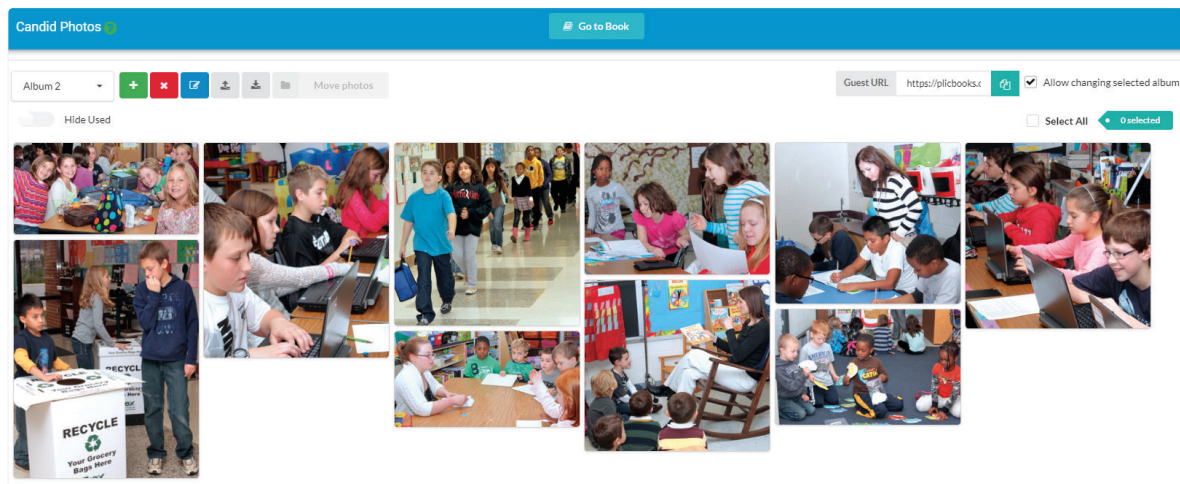 Candid Photos ?
Go to Book
Album 2
Move photos
Guest URL
https://plicbooks.c
Allow changing selected album
Hide Used
Select All
0 selected
RECYCLE
RECYCLE
Your Grocery
Bags Here